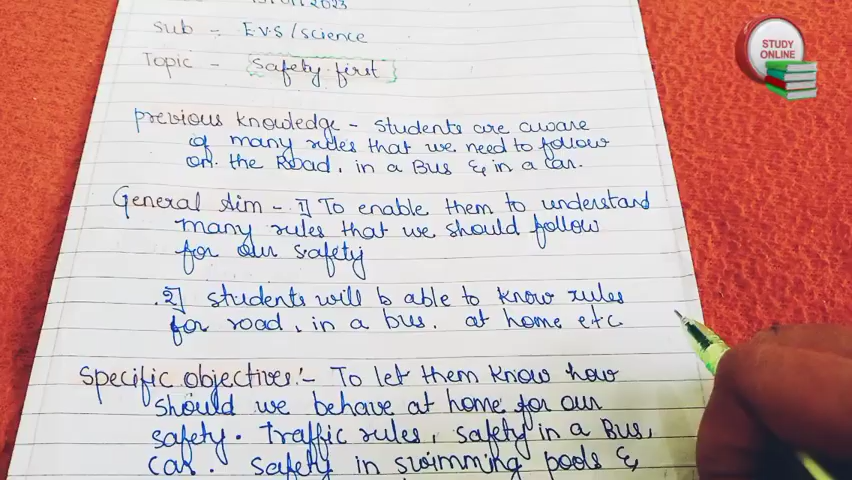 2023
Sub - E.V.S/science
Topic - {Safety first}
STUDY
ONLINE
previous knowledge - students are aware
of many rules that we need to follow
on. the Road, in a Bus & in a car.
General Aim - 1] To enable them to understand
many rules that we should follow
for our safety
.2] students will b able to know rules
for road, in a bus. at home etc
Specific objectives:- To let them know how
should we behave at home for our
safety. Traffic rules, safety in a Bus,
car. Safety in swimming pools &